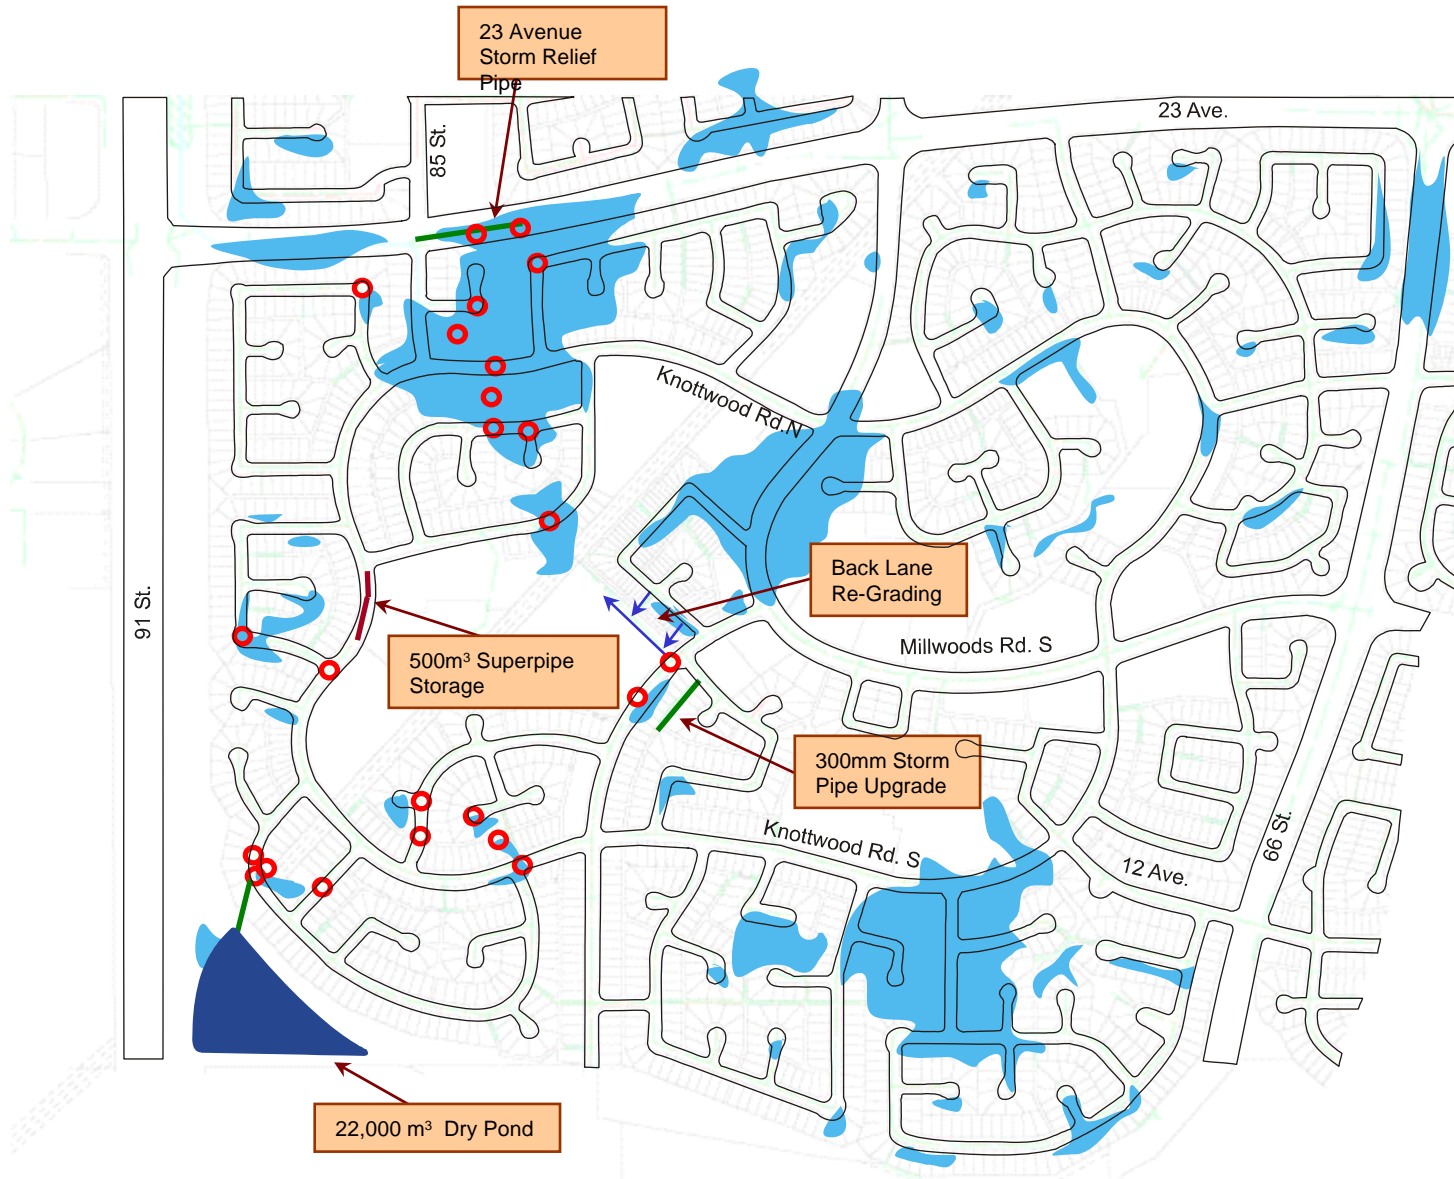 23 Avenue
Storm Relief
Pipe
23 Ave.
85 St.
Knottwood Rd.N
Back Lane
Re-Grading
91 St.
Millwoods Rd. S
500m³ Superpipe
Storage
300mm Storm
Pipe Upgrade
Knottwood Rd. S
12 Ave.
66 St.
22,000 m³ Dry Pond